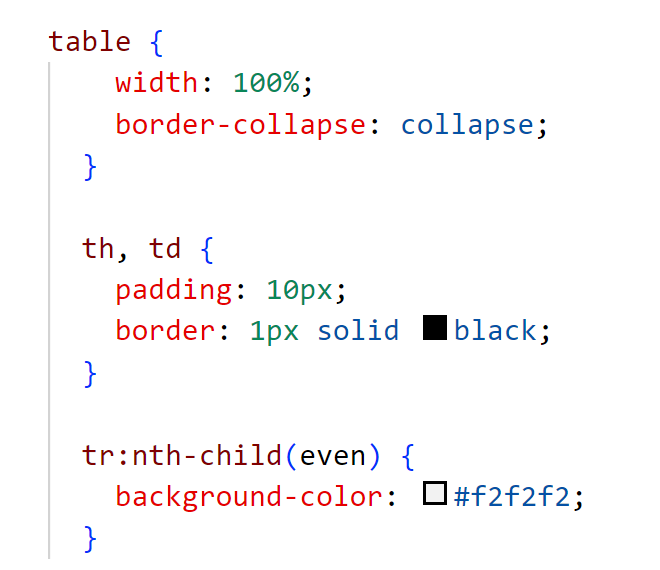 table {
    width: 100%;
    border-collapse: collapse;
  }

  th, td {
    padding: 10px;
    border: 1px solid black;
  }

  tr:nth-child(even) {
    background-color: #f2f2f2;
  }